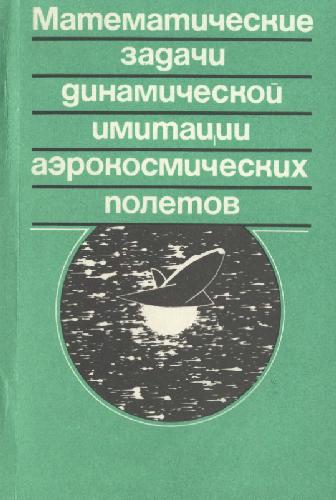 Математические
задачи
динамической
имитации
аэрокосмических
полетов